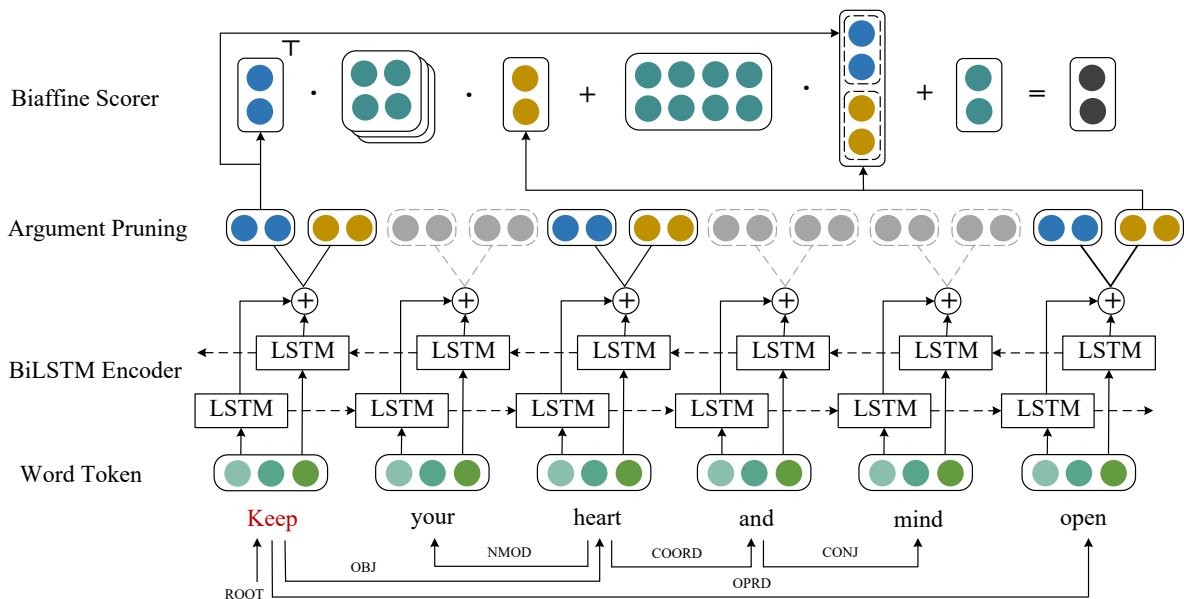 Biaffine Scorer
⊤ · · + · + =
Argument Pruning
+ + + + + +
LSTM LSTM LSTM LSTM LSTM LSTM
BiLSTM Encoder
LSTM LSTM LSTM LSTM LSTM LSTM
Word Token
Keep your heart and mind open
NMOD COORD CONJ
OBJ
OPRD
ROOT